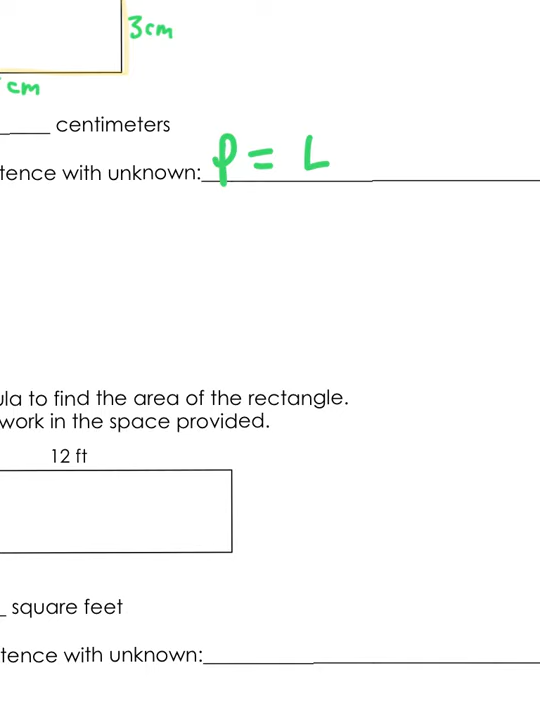 3cm
cm
centimeters
tence with unknown: P = L
ula to find the area of the rectangle.
work in the space provided.
12 ft
square feet
tence with unknown: